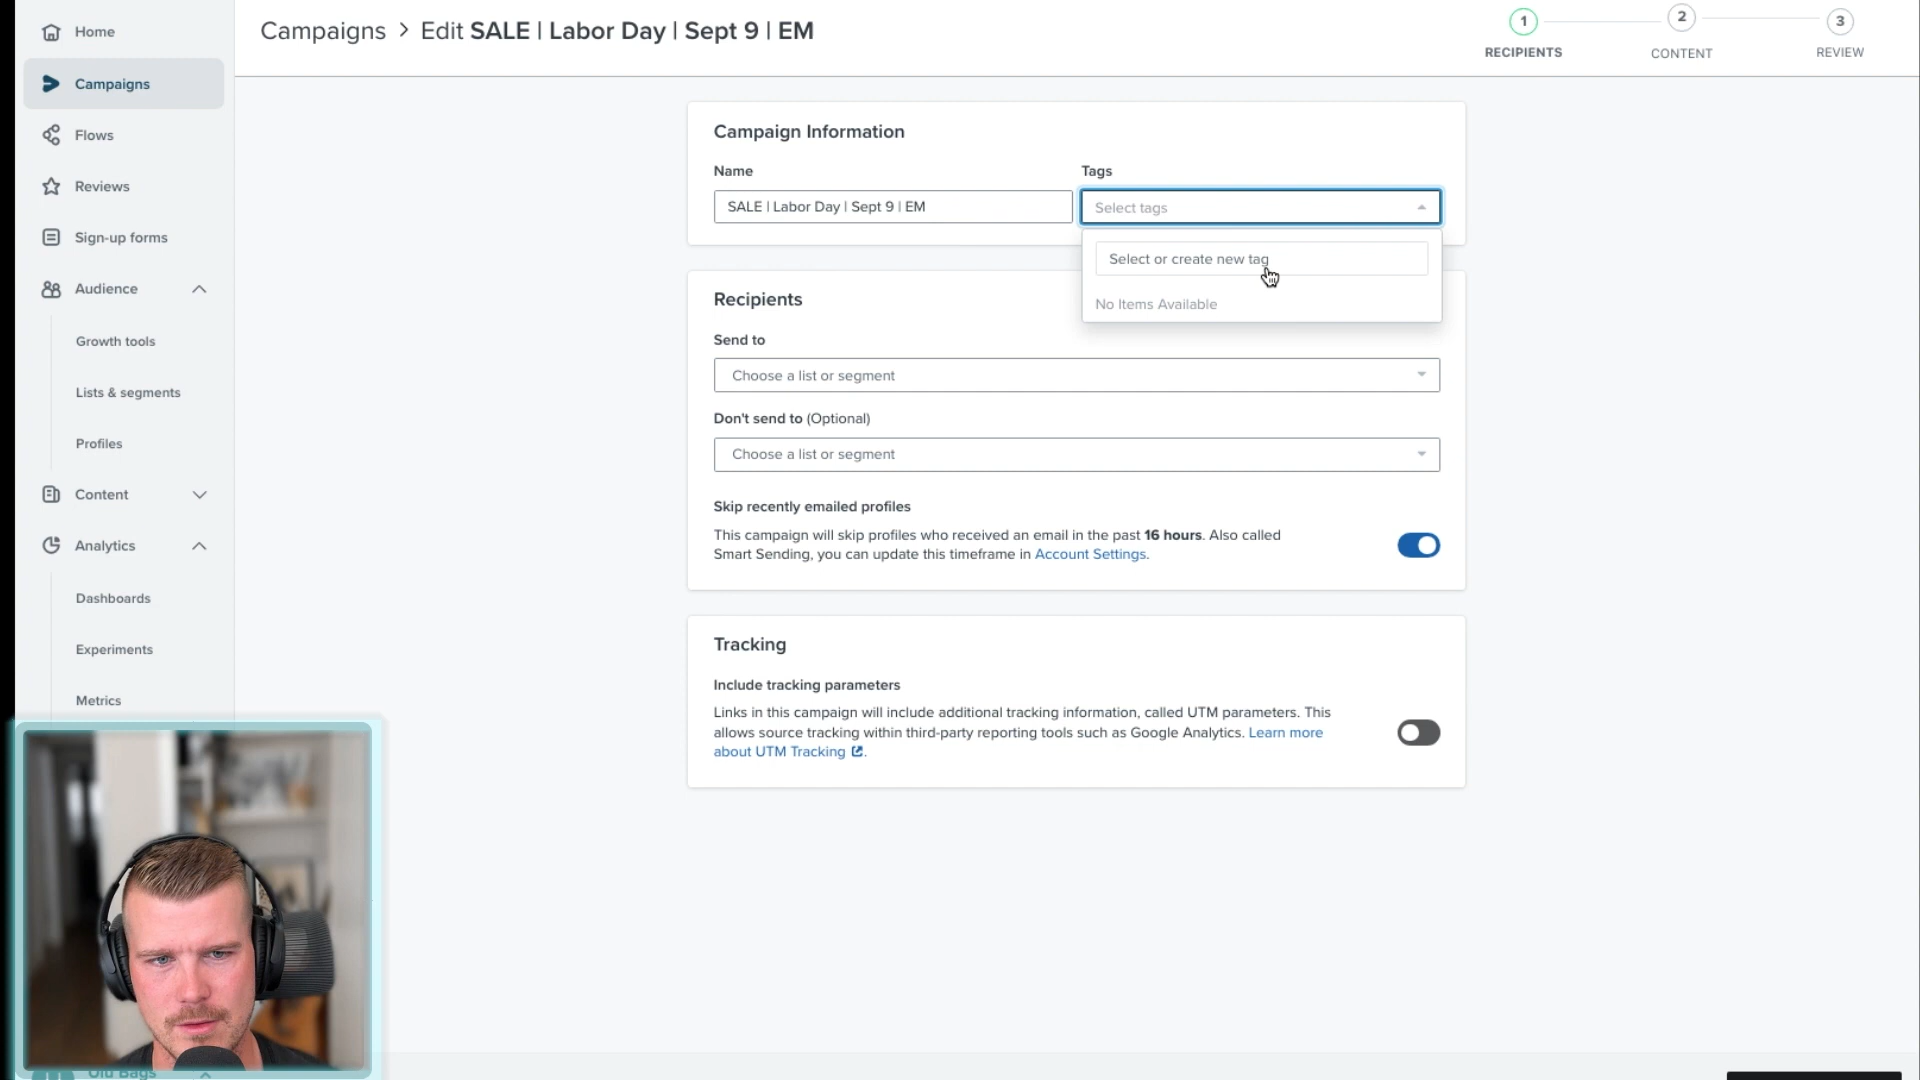 Home
Campaigns
Flows
Reviews
Sign-up forms
Audience
Growth tools
Lists & segments
Profiles
Content
Analytics
Dashboards
Experiments
Metrics
Campaigns > Edit SALE | Labor Day | Sept 9 | EM
1
RECIPIENTS
2
CONTENT
3
REVIEW
Campaign Information
Name
Tags
SALE | Labor Day | Sept 9 | EM
Select tags
Select or create new tag
No Items Available
Recipients
Send to
Choose a list or segment
Don't send to (Optional)
Choose a list or segment
Skip recently emailed profiles
This campaign will skip profiles who received an email in the past 16 hours. Also called
Smart Sending, you can update this timeframe in Account Settings.
Tracking
Include tracking parameters
Links in this campaign will include additional tracking information, called UTM parameters. This
allows source tracking within third-party reporting tools such as Google Analytics. Learn more
about UTM Tracking.